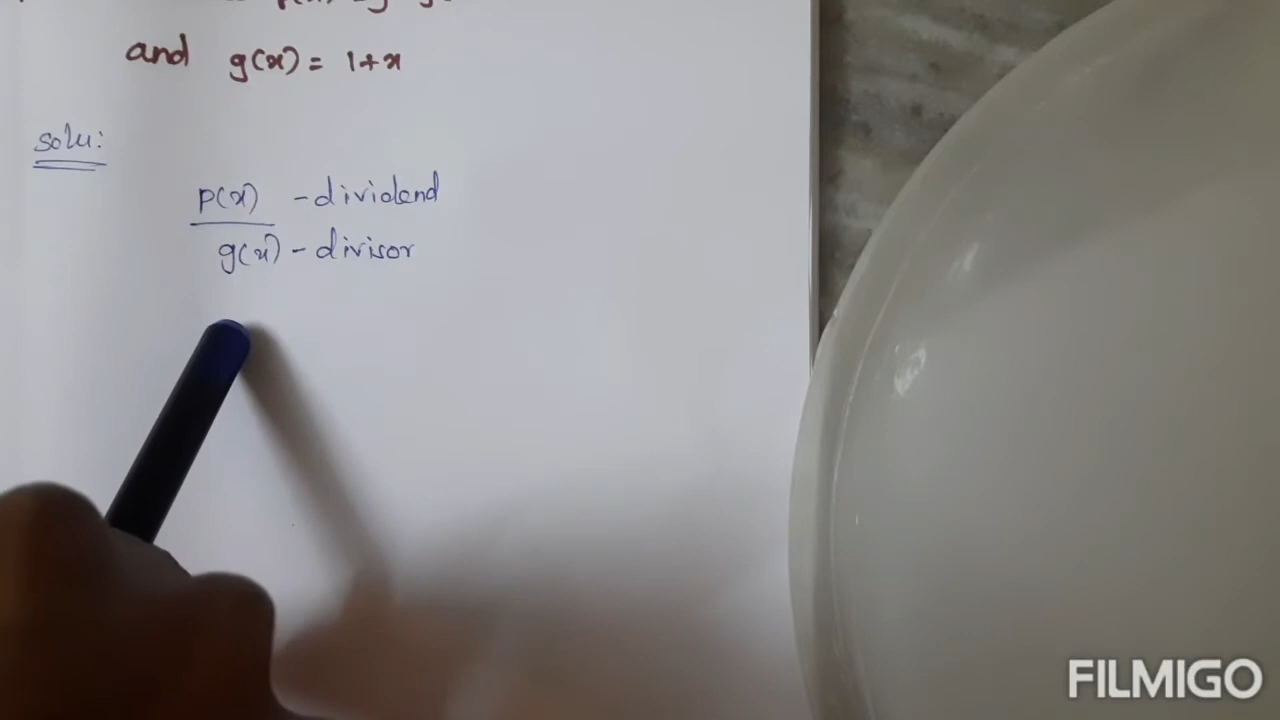 and g(x) = 1+x
Solu:
p(x) - dividend
g(x) - divisor
FILMIGO